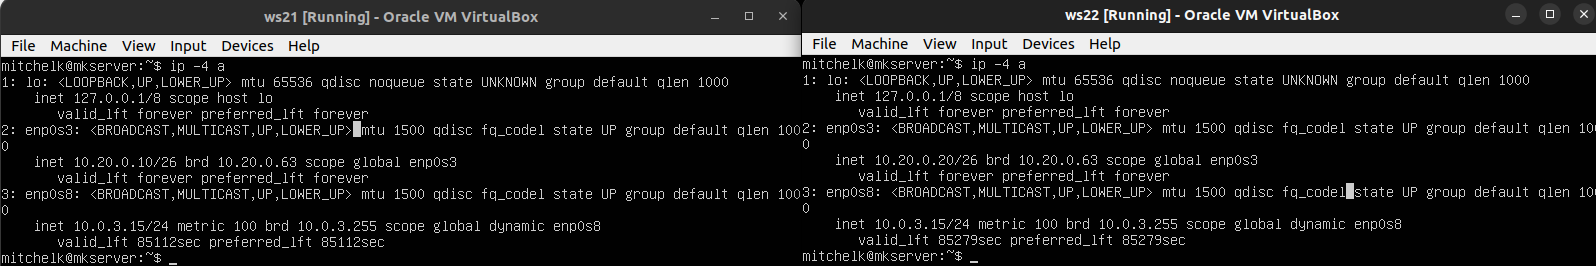 ws21 [Running] - Oracle VM VirtualBox
File Machine View Input Devices Help
mitchelk@mkserver:~$ ip -4 a
1: lo: <LOOPBACK,UP,LOWER_UP> mtu 65536 qdisc noqueue state UNKNOWN group default qlen 1000
    inet 127.0.0.1/8 scope host lo
       valid_lft forever preferred_lft forever
2: enp0s3: <BROADCAST,MULTICAST,UP,LOWER_UP> mtu 1500 qdisc fq_codel state UP group default qlen 100
0
    inet 10.20.0.10/26 brd 10.20.0.63 scope global enp0s3
       valid_lft forever preferred_lft forever
3: enp0s8: <BROADCAST,MULTICAST,UP,LOWER_UP> mtu 1500 qdisc fq_codel state UP group default qlen 100
0
    inet 10.0.3.15/24 metric 100 brd 10.0.3.255 scope global dynamic enp0s8
       valid_lft 85112sec preferred_lft 85112sec
mitchelk@mkserver:~$ _
ws22 [Running] - Oracle VM VirtualBox
File Machine View Input Devices Help
mitchelk@mkserver:~$ ip -4 a
1: lo: <LOOPBACK,UP,LOWER_UP> mtu 65536 qdisc noqueue state UNKNOWN group default qlen 1000
    inet 127.0.0.1/8 scope host lo
       valid_lft forever preferred_lft forever
2: enp0s3: <BROADCAST,MULTICAST,UP,LOWER_UP> mtu 1500 qdisc fq_codel state UP group default qlen 100
0
    inet 10.20.0.20/26 brd 10.20.0.63 scope global enp0s3
       valid_lft forever preferred_lft forever
3: enp0s8: <BROADCAST,MULTICAST,UP,LOWER_UP> mtu 1500 qdisc fq_codel state UP group default qlen 100
0
    inet 10.0.3.15/24 metric 100 brd 10.0.3.255 scope global dynamic enp0s8
       valid_lft 85279sec preferred_lft 85279sec
mitchelk@mkserver:~$ _